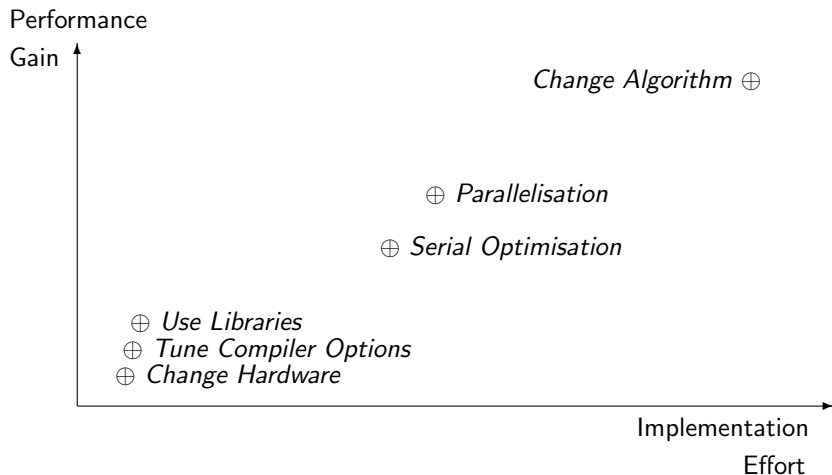 Performance
Gain
Change Algorithm
Parallelisation
Serial Optimisation
Use Libraries
Tune Compiler Options
Change Hardware
Implementation
Effort